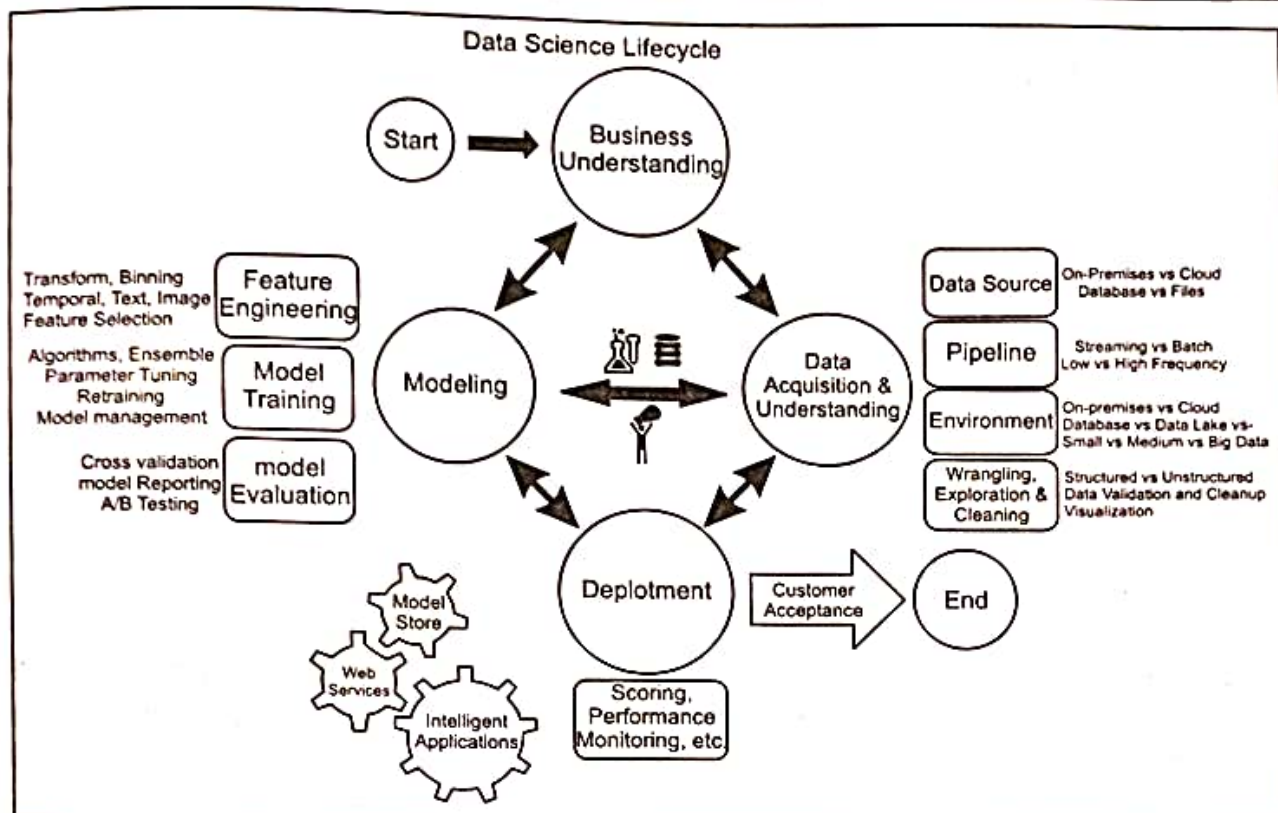 Data Science Lifecycle
Start
Business
Understanding
Transform, Binning
Temporal, Text, Image
Feature Selection
Feature
Engineering
Algorithms, Ensemble
Parameter Tuning
Retraining
Model management
Model
Training
Cross validation
model Reporting
A/B Testing
model
Evaluation
Modeling
Data
Acquisition &
Understanding
Data Source
On-Premises vs Cloud
Database vs Files
Pipeline
Streaming vs Batch
Low vs High Frequency
Environment
On-premises vs Cloud
Database vs Data Lake vs-
Small vs Medium vs Big Data
Wrangling,
Exploration &
Cleaning
Structured vs Unstructured
Data Validation and Cleanup
Visualization
Deplotment
Customer
Acceptance
End
Model
Store
Web
Services
Intelligent
Applications
Scoring,
Performance
Monitoring, etc.